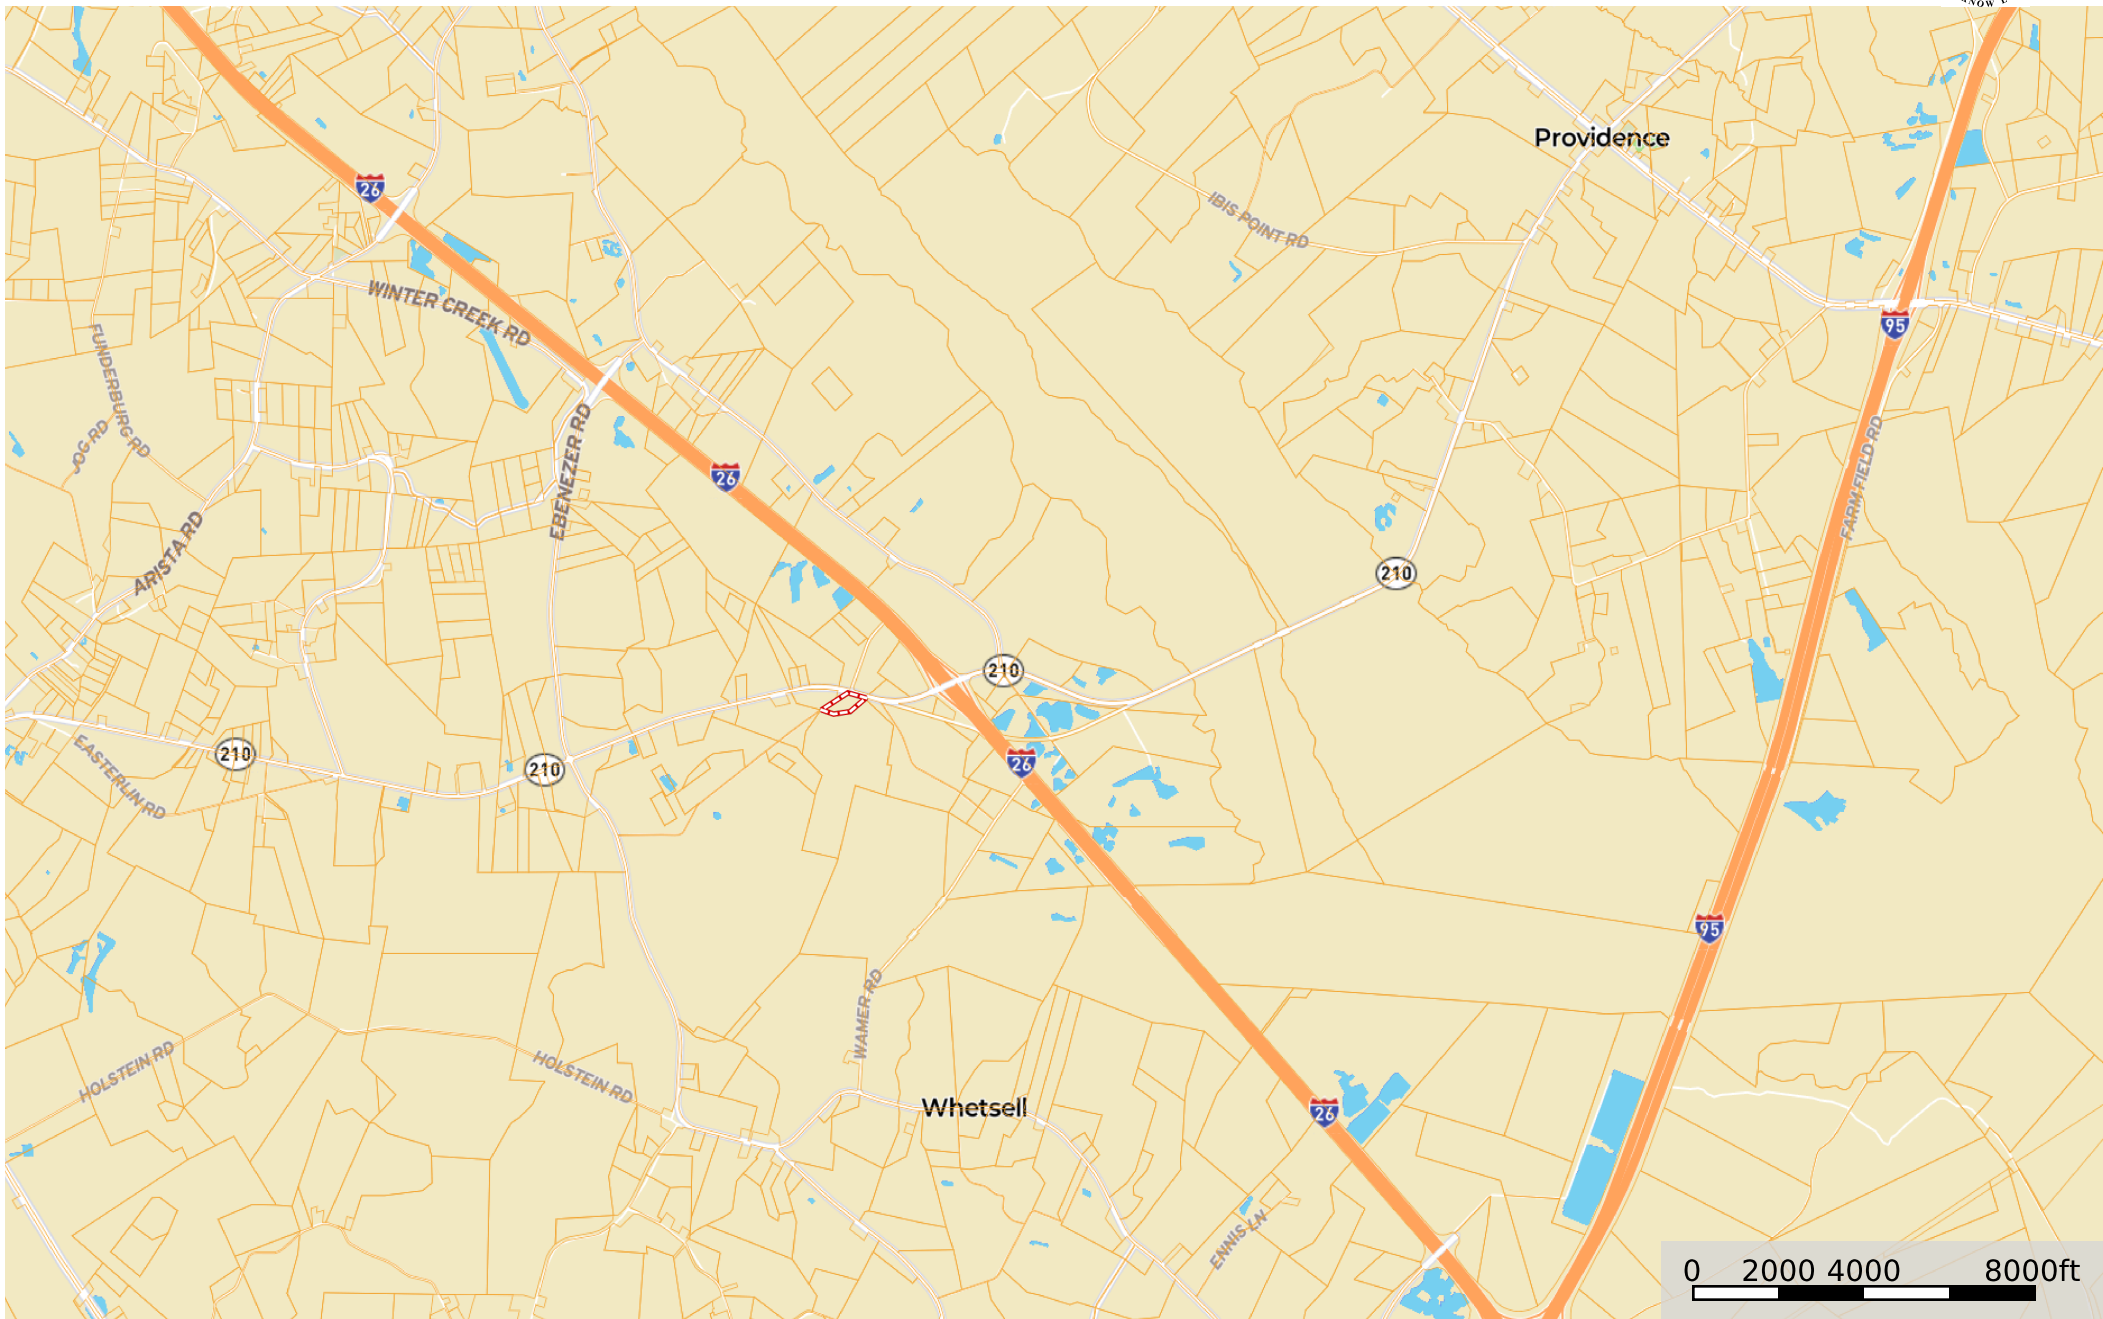 Providence
26
IBIS POINT RD
WINTER CREEK RD
95
FUNDERBURG RD
JOG RD
EBENEZER RD
FARM FIELD RD
26
ARISTA RD
210
210
EASTERLIN RD
210
210
26
95
WAMER RD
HOLSTEIN RD
HOLSTEIN RD
Whetsell
26
ENNIS LN
0 2000 4000 8000ft